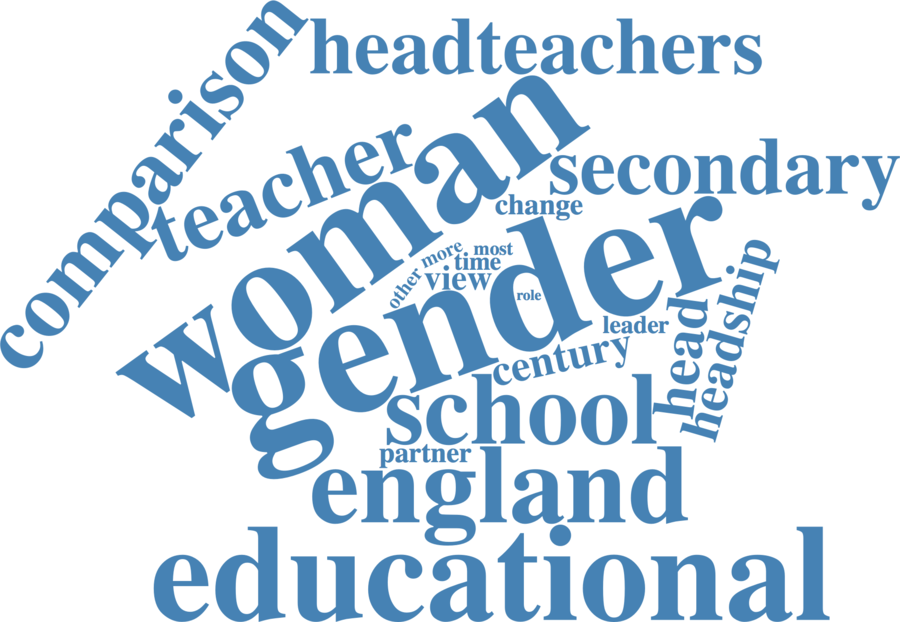 comparison
headteachers
teacher
woman
secondary
change
gender
other
more
most
time
view
role
leader
century
head
headship
school
partner
england
educational